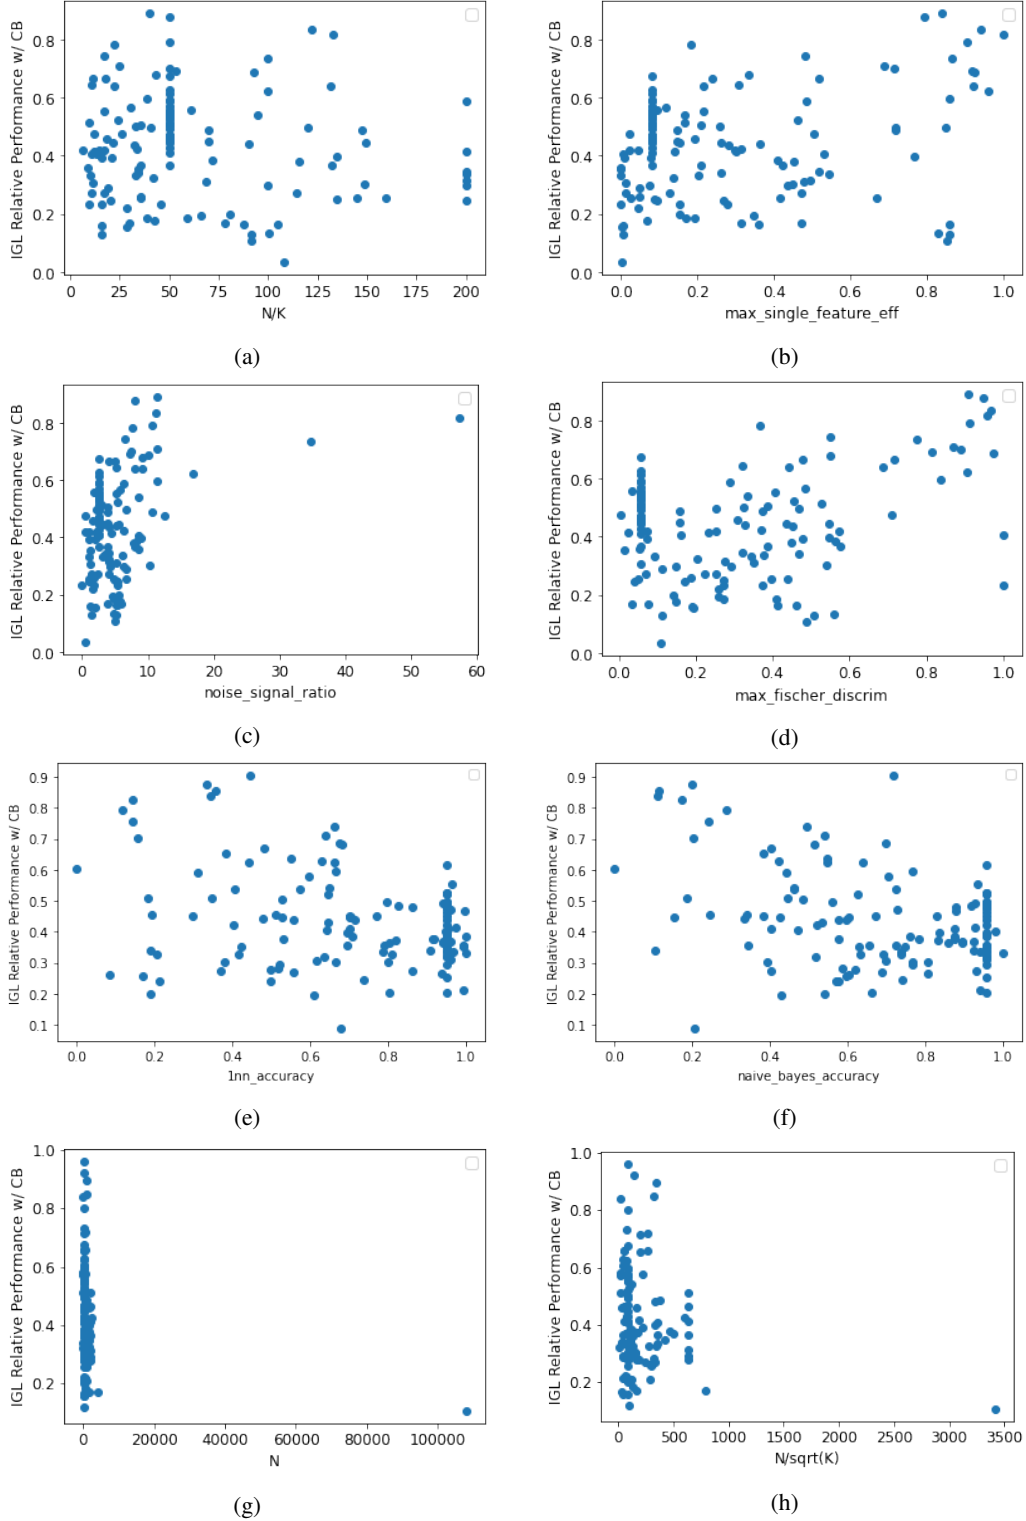 IGL Relative Performance w/ CB
0.8
0.6
0.4
0.2
0.0
0 25 50 75 100 125 150 175 200
N/K
(a)
IGL Relative Performance w/ CB
0.8
0.6
0.4
0.2
0.0
0.0 0.2 0.4 0.6 0.8 1.0
max_single_feature_eff
(b)
IGL Relative Performance w/ CB
0.8
0.6
0.4
0.2
0.0
0 10 20 30 40 50 60
noise_signal_ratio
(c)
IGL Relative Performance w/ CB
0.8
0.6
0.4
0.2
0.0
0.0 0.2 0.4 0.6 0.8 1.0
max_fischer_discrim
(d)
IGL Relative Performance w/ CB
0.9
0.8
0.7
0.6
0.5
0.4
0.3
0.2
0.1
0.0 0.2 0.4 0.6 0.8 1.0
1nn_accuracy
(e)
IGL Relative Performance w/ CB
0.9
0.8
0.7
0.6
0.5
0.4
0.3
0.2
0.1
0.0 0.2 0.4 0.6 0.8 1.0
naive_bayes_accuracy
(f)
IGL Relative Performance w/ CB
1.0
0.8
0.6
0.4
0.2
0 20000 40000 60000 80000 100000
N
(g)
IGL Relative Performance w/ CB
1.0
0.8
0.6
0.4
0.2
0 500 1000 1500 2000 2500 3000 3500
N/sqrt(K)
(h)